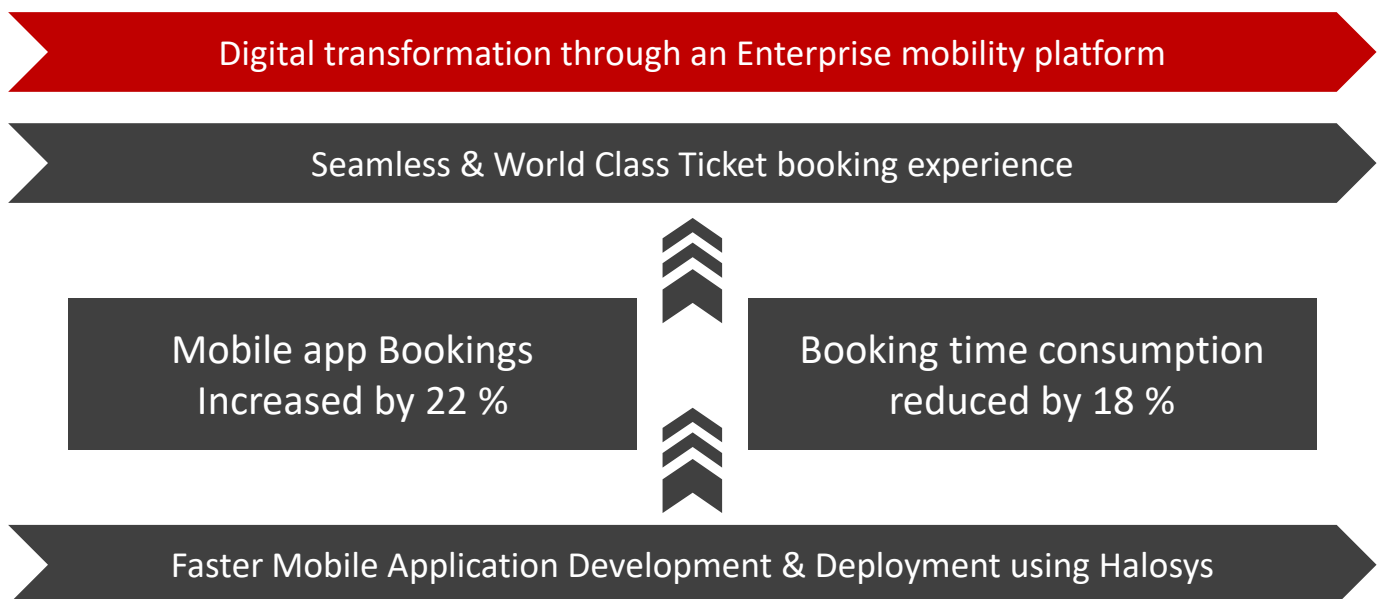 Digital transformation through an Enterprise mobility platform
Seamless & World Class Ticket booking experience
Mobile app Bookings
Increased by 22 %
Booking time consumption
reduced by 18 %
Faster Mobile Application Development & Deployment using Halosys